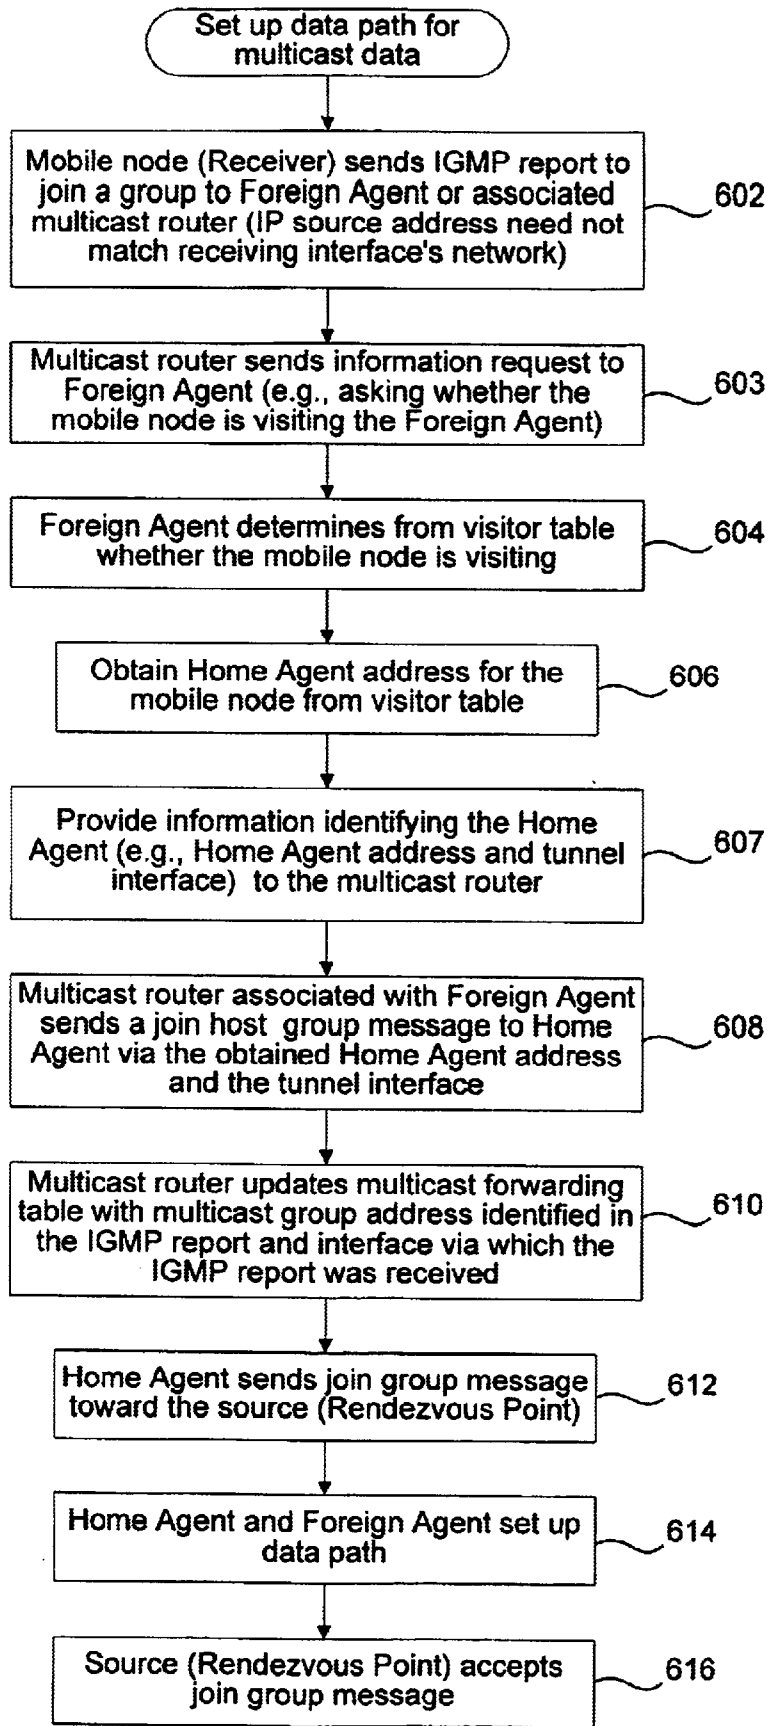 Set up data path for
multicast data
Mobile node (Receiver) sends IGMP report to
join a group to Foreign Agent or associated
multicast router (IP source address need not
match receiving interface's network)
602
Multicast router sends information request to
Foreign Agent (e.g., asking whether the
mobile node is visiting the Foreign Agent)
603
Foreign Agent determines from visitor table
whether the mobile node is visiting
604
Obtain Home Agent address for the
mobile node from visitor table
606
Provide information identifying the Home
Agent (e.g., Home Agent address and tunnel
interface) to the multicast router
607
Multicast router associated with Foreign Agent
sends a join host group message to Home
Agent via the obtained Home Agent address
and the tunnel interface
608
Multicast router updates multicast forwarding
table with multicast group address identified in
the IGMP report and interface via which the
IGMP report was received
610
Home Agent sends join group message
toward the source (Rendezvous Point)
612
Home Agent and Foreign Agent set up
data path
614
Source (Rendezvous Point) accepts
join group message
616